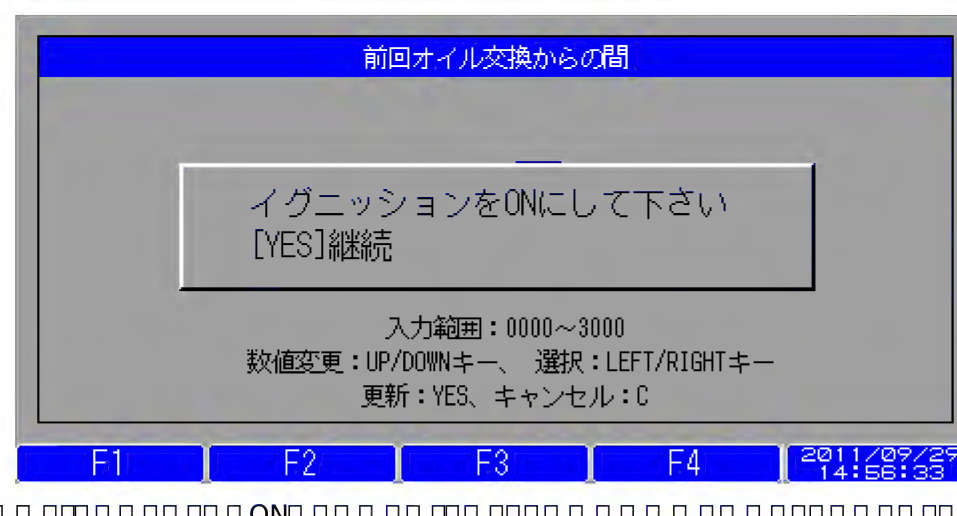 前回オイル交換からの間
イグニッションをONにして下さい
[YES]継続
入力範囲：0000～3000
数値変更：UP/DOWNキー、 選択：LEFT/RIGHTキー
更新：YES、キャンセル：C
F1 F2 F3 F4 2011/09/29
14:56:33
ON